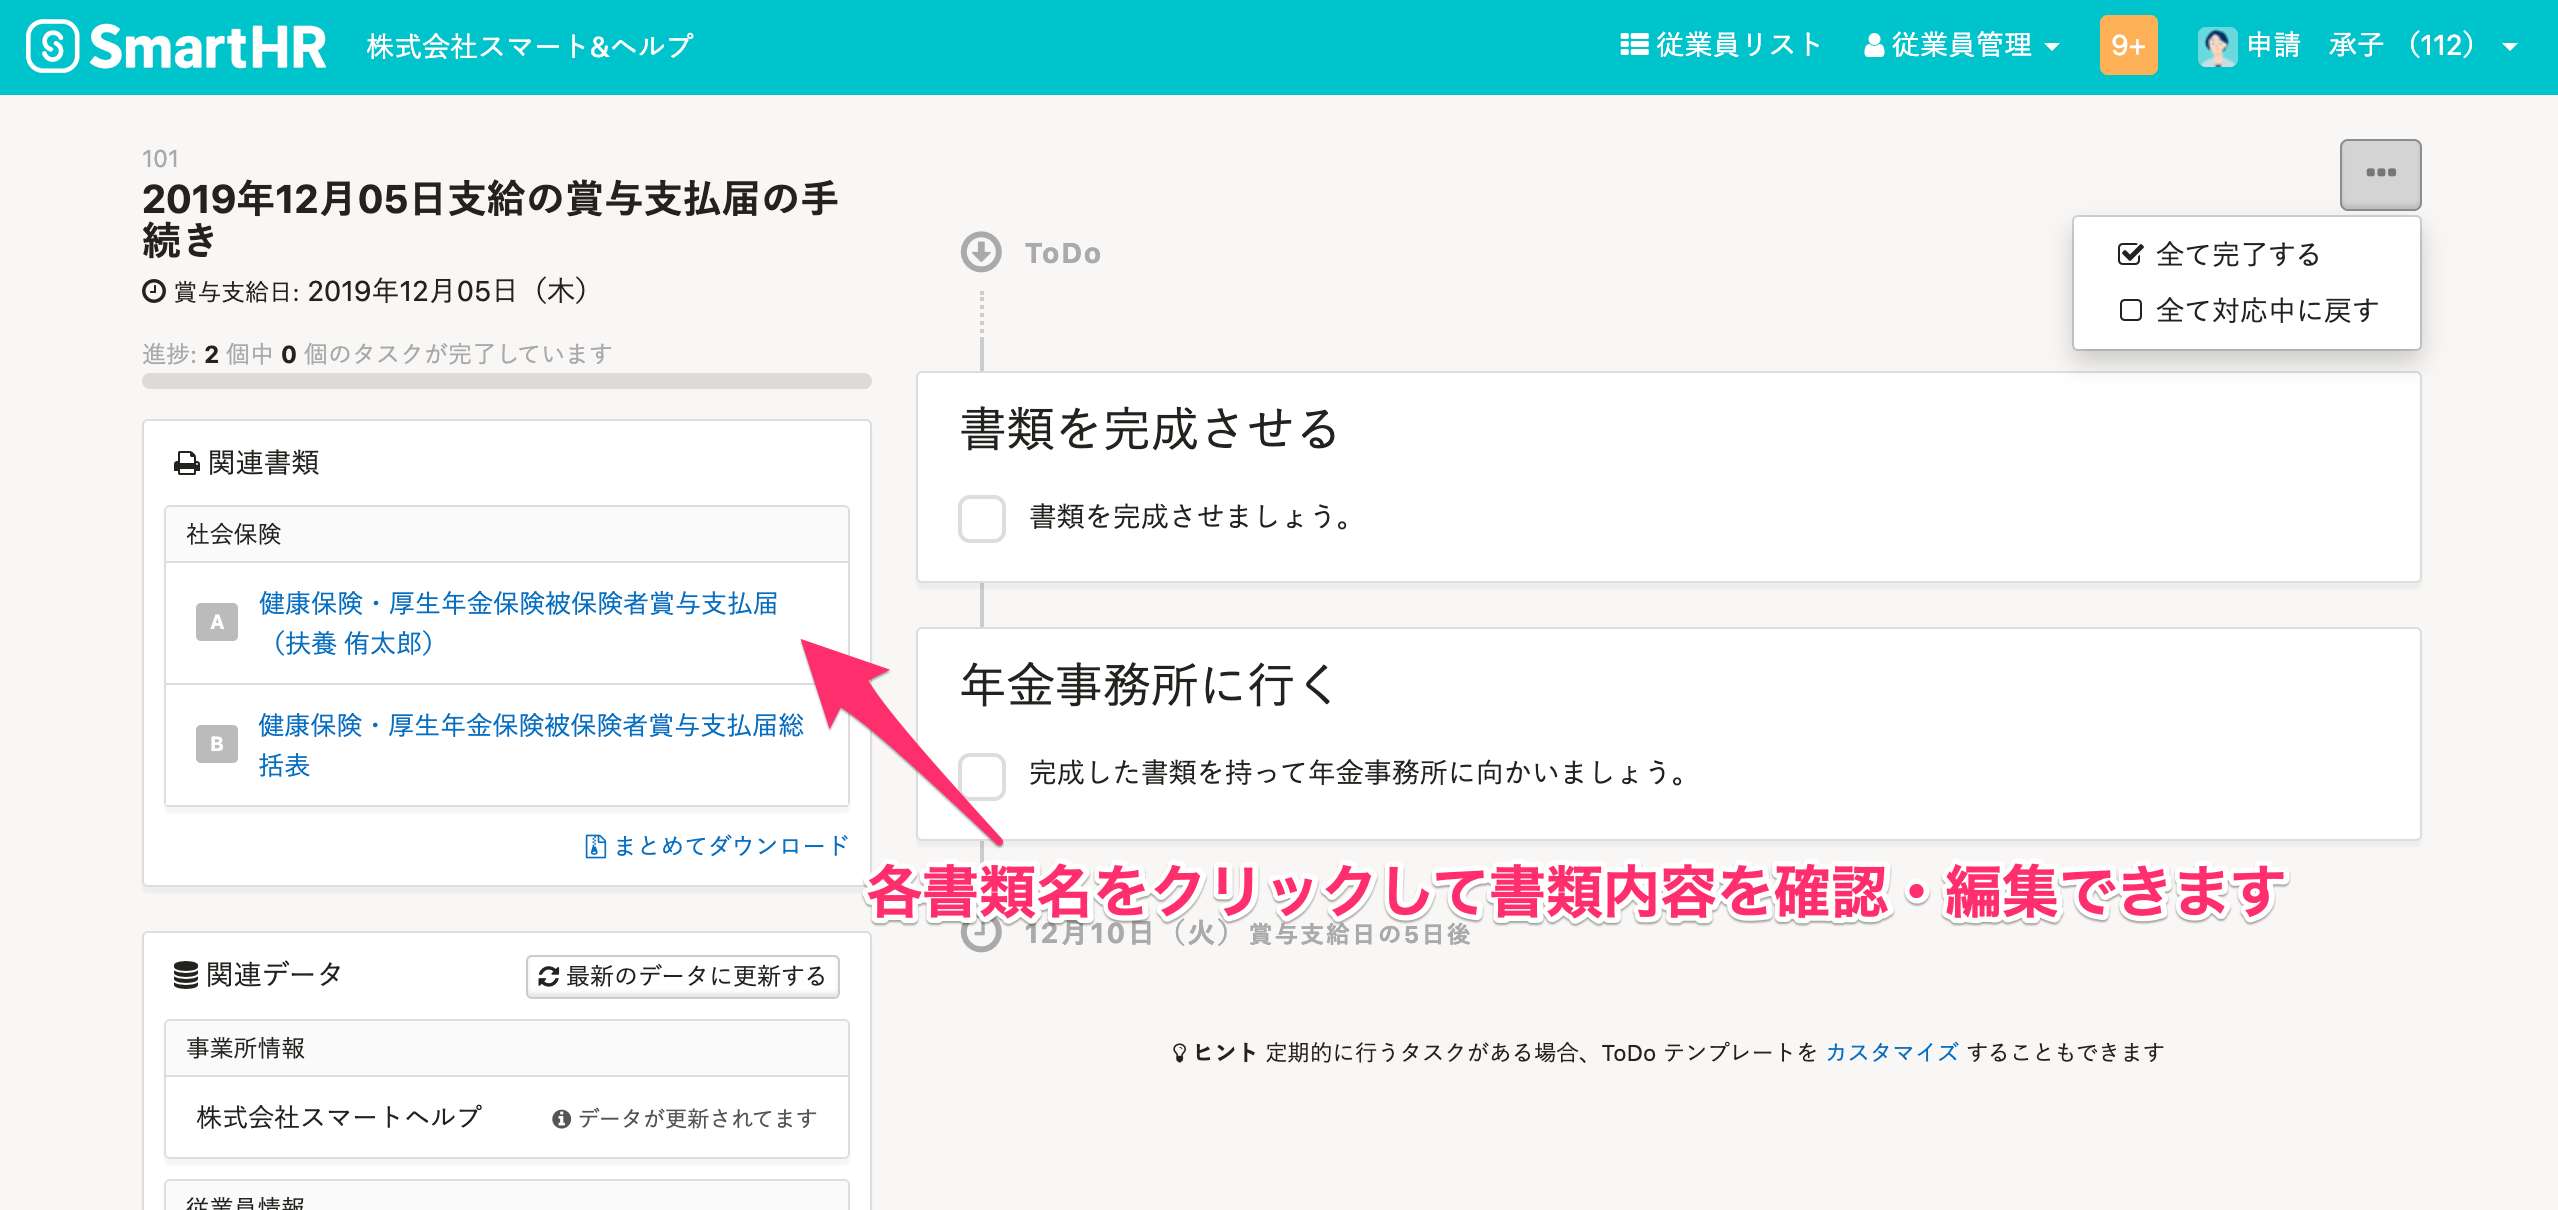 SmartHR 株式会社スマート&ヘルプ 従業員リスト 従業員管理 9+ 申請 承子 （112）
101
2019年12月05日支給の賞与支払届の手
続き
賞与支給日: 2019年12月05日（木）
進捗: 2 個中 0 個のタスクが完了しています
関連書類
社会保険
A 健康保険・厚生年金保険被保険者賞与支払届
（扶養 侑太郎）
B 健康保険・厚生年金保険被保険者賞与支払届総
括表
まとめてダウンロード
関連データ 最新のデータに更新する
事業所情報
株式会社スマートヘルプ データが更新されてます
従業員情報
全て完了する
全て対応中に戻す
ToDo
書類を完成させる
書類を完成させましょう。
年金事務所に行く
完成した書類を持って年金事務所に向かいましょう。
各書類名をクリックして書類内容を確認・編集できます
12月10日（火）賞与支給日の5日後
ヒント 定期的に行うタスクがある場合、ToDo テンプレートを カスタマイズ することもできます